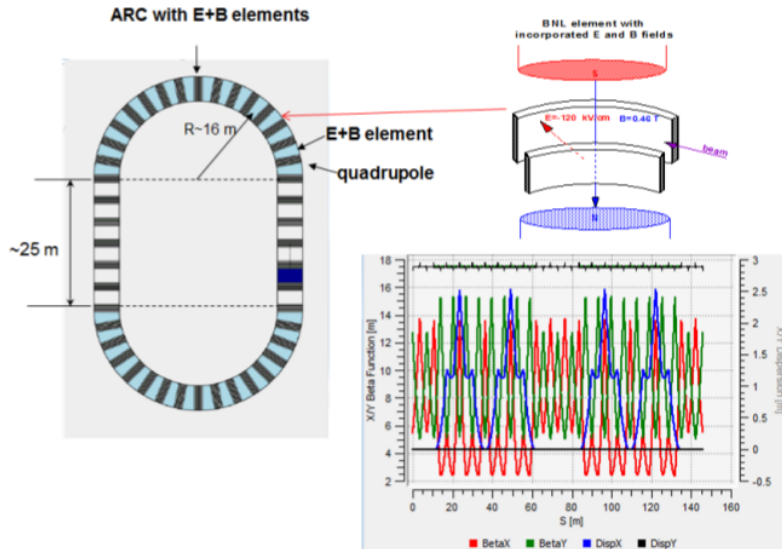 ARC with E+B elements
R~16 m
E+B element
quadrupole
~25 m
BNL element with
incorporated E and B fields
S
E=-120 kV/cm B=0.46 T
beam
N
18
16
14
12
10
8
6
4
2
X/Y Beta Function [m]
3
2.5
2
1.5
1
0.5
0
-0.5
X/Y Dispersion [m]
0 20 40 60 80 100 120 140 160
S [m]
BetaX BetaY DispX DispY